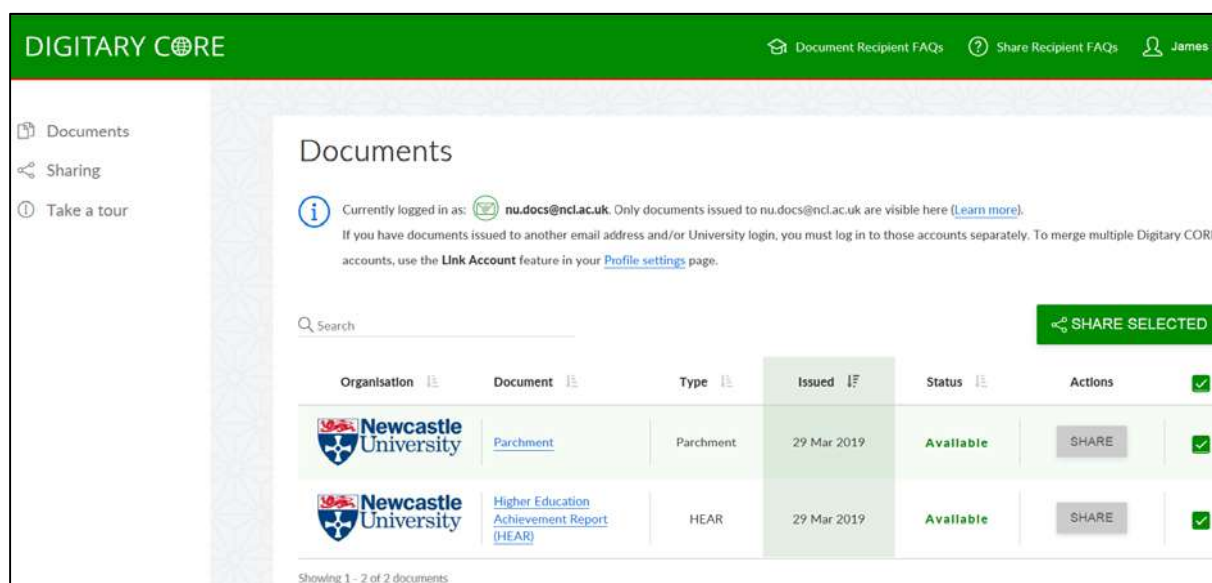 DIGITARY CORE
Document Recipient FAQs
Share Recipient FAQs
James
Documents
Sharing
Take a tour
Documents
Currently logged in as: nu.docs@ncl.ac.uk. Only documents issued to nu.docs@ncl.ac.uk are visible here (Learn more).
If you have documents issued to another email address and/or University login, you must log in to those accounts separately. To merge multiple Digitary CORE
accounts, use the Link Account feature in your Profile settings page.
Search
SHARE SELECTED
Organisation Document Type Issued Status Actions
Newcastle
University
Parchment Parchment 29 Mar 2019 Available SHARE
Newcastle
University
Higher Education
Achievement Report
(HEAR)
HEAR 29 Mar 2019 Available SHARE
Showing 1 - 2 of 2 documents